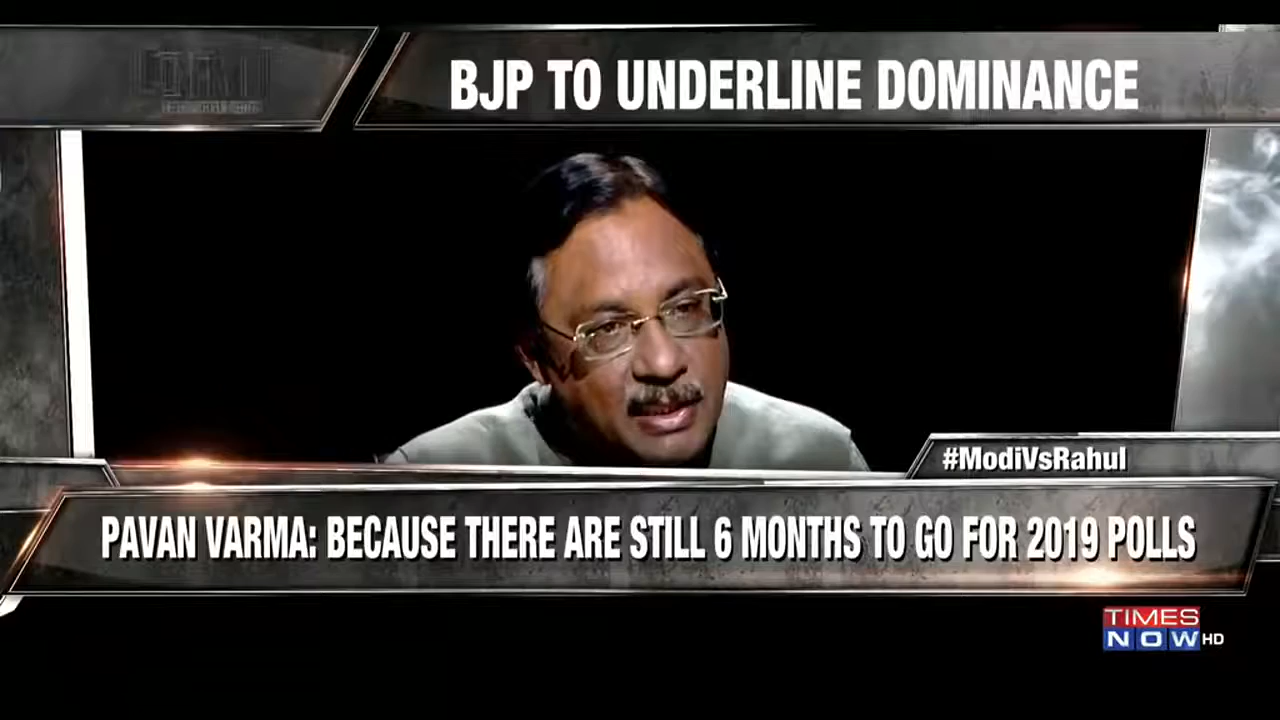 BJP TO UNDERLINE DOMINANCE
#ModiVsRahul
PAVAN VARMA: BECAUSE THERE ARE STILL 6 MONTHS TO GO FOR 2019 POLLS
TIMES
NOW HD